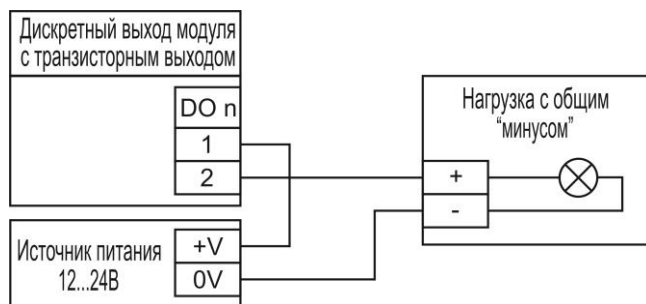 Дискретный выход модуля
с транзисторным выходом
DO n
1
2
Источник питания
12...24В
+V
0V
Нагрузка с общим
“минусом”
+
-